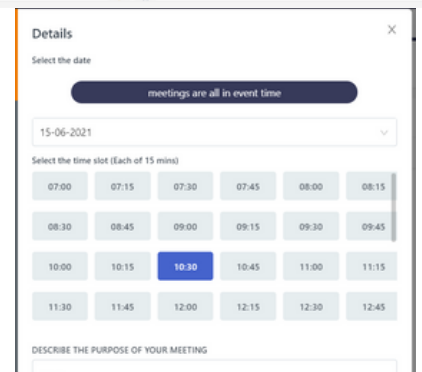 Details
Select the date
meetings are all in event time
15-06-2021
Select the time slot (Each of 15 mins)
07:00 07:15 07:30 07:45 08:00 08:15
08:30 08:45 09:00 09:15 09:30 09:45
10:00 10:15 10:30 10:45 11:00 11:15
11:30 11:45 12:00 12:15 12:30 12:45
DESCRIBE THE PURPOSE OF YOUR MEETING